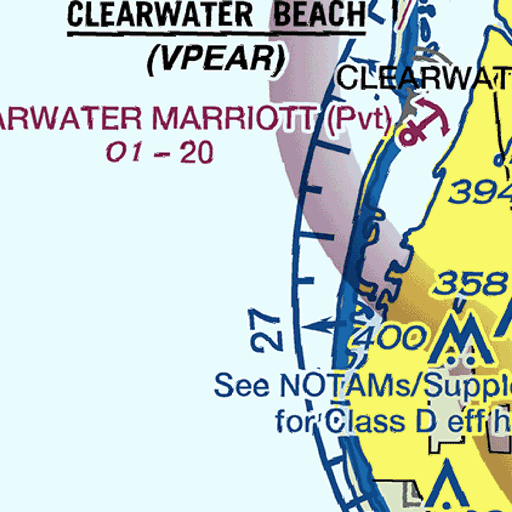 CLEARWATER BEACH
(VPEAR)
CLEARWAT
ARWATER MARRIOTT (Pvt)
01 – 20
394
358
27
400
See NOTAMs/Supple
for Class D eff h